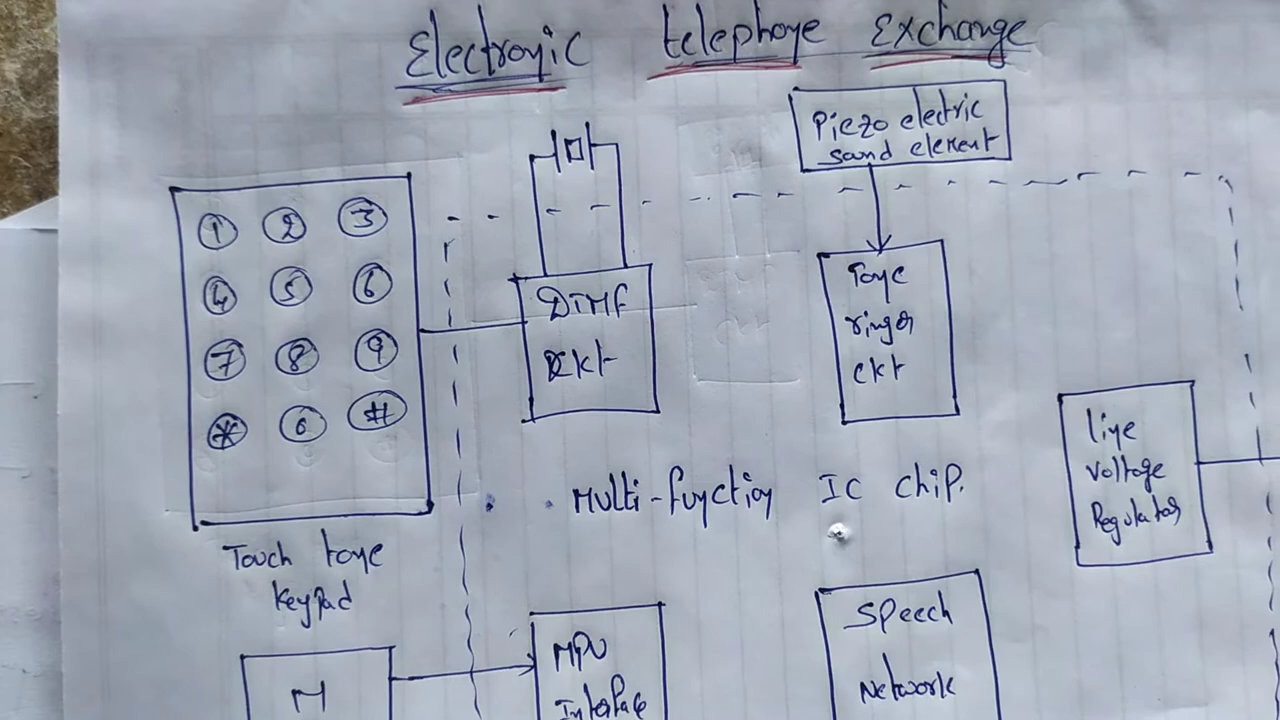 Electronic telephone Exchange
Piezo electric
sound element
1 2 3
4 5 6
7 8 9
* 0 #
DTMF
Ckt
Tone
ringer
ckt
line
voltage
Regulator
Multi-function IC chip.
Touch tone
keypad
M
MPU
Interface
Speech
Network